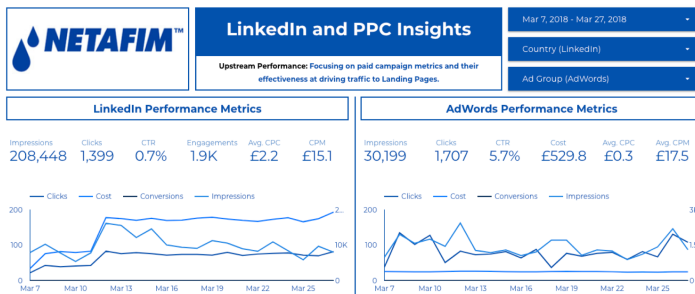 NETAFIM™
LinkedIn and PPC Insights
Upstream Performance: Focusing on paid campaign metrics and their
effectiveness at driving traffic to Landing Pages.
Mar 7, 2018 - Mar 27, 2018
Country (LinkedIn)
Ad Group (AdWords)
LinkedIn Performance Metrics
Impressions Clicks CTR Engagements Avg. CPC CPM
208,448 1,399 0.7% 1.9K £2.2 £15.1
Clicks Cost Conversions Impressions
200 2...
100 10K
0 0
Mar 7 Mar 10 Mar 13 Mar 16 Mar 19 Mar 22 Mar 25
AdWords Performance Metrics
Impressions Clicks CTR Cost Avg. CPC Avg. CPM
30,199 1,707 5.7% £529.8 £0.3 £17.5
Clicks Cost Conversions Impressions
200
100
0 0
Mar 7 Mar 10 Mar 13 Mar 16 Mar 19 Mar 22 Mar 25